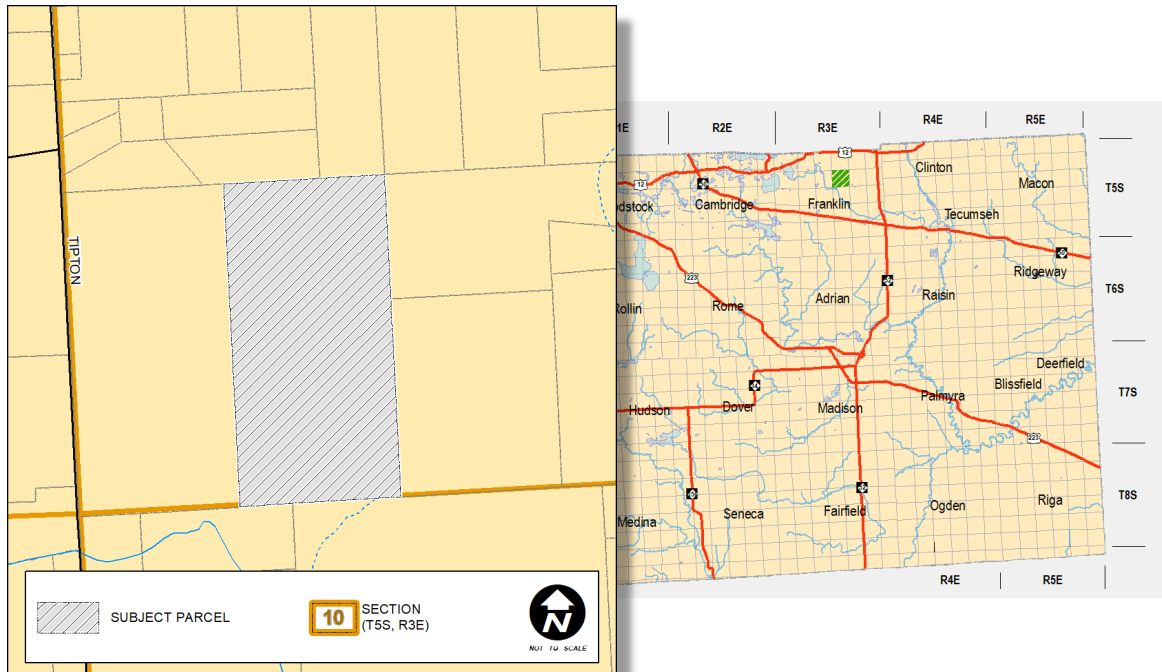 TIPTON
SUBJECT PARCEL
10
SECTION
(T5S, R3E)
N
NOT TO SCALE
R2E
R3E
R4E
R5E
12
Clinton
Macon
T5S
12
dstock
Cambridge
Franklin
Tecumseh
Ridgeway
223
T6S
Rollin
Rome
Adrian
Raisin
Deerfield
Blissfield
T7S
Hudson
Dover
Madison
Palmyra
223
Medina
Seneca
Fairfield
Ogden
Riga
T8S
R4E
R5E